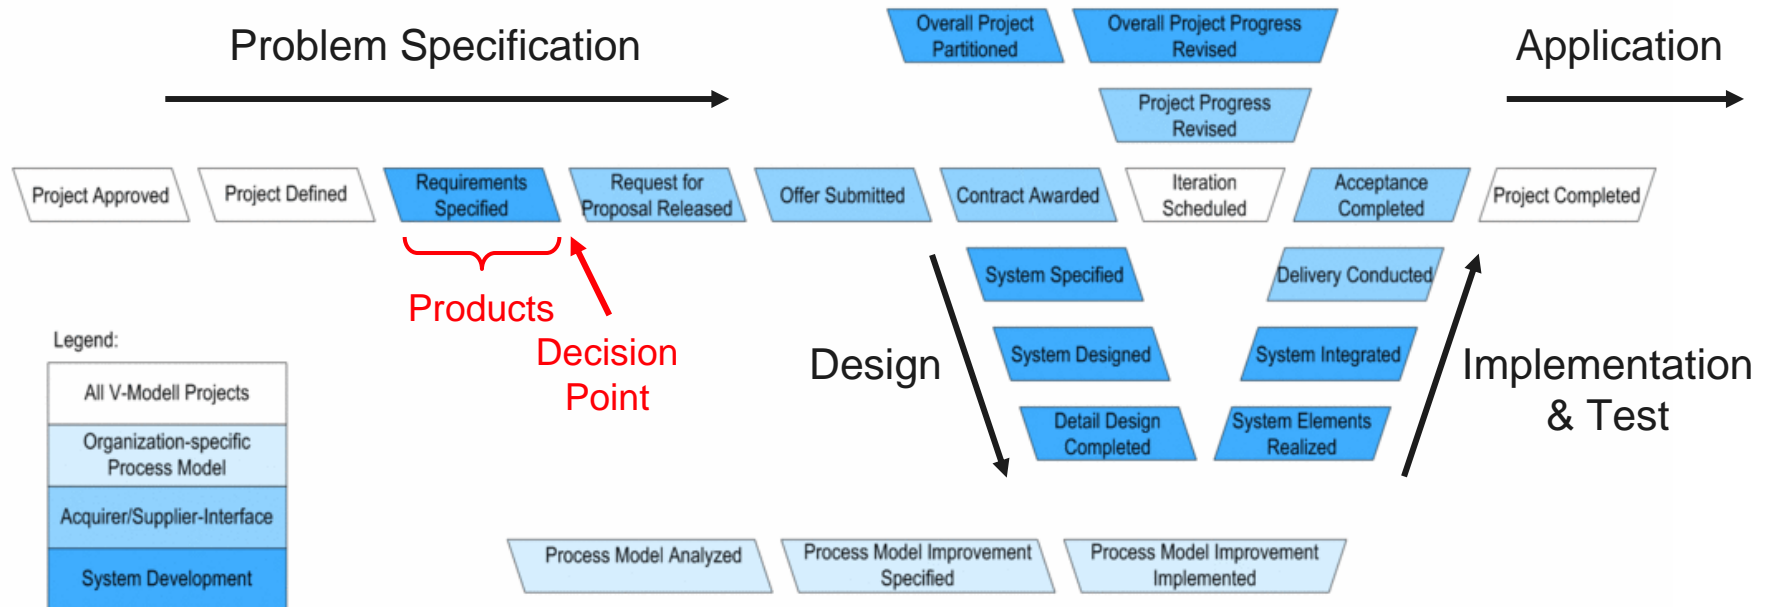 Problem Specification
Overall Project
Partitioned
Overall Project Progress
Revised
Application
Project Progress
Revised
Project Approved
Project Defined
Requirements
Specified
Request for
Proposal Released
Offer Submitted
Contract Awarded
Iteration
Scheduled
Acceptance
Completed
Project Completed
Products
Decision
Point
System Specified
Delivery Conducted
Design
System Designed
System Integrated
Implementation
& Test
Detail Design
Completed
System Elements
Realized
Legend:
All V-Modell Projects
Organization-specific
Process Model
Acquirer/Supplier-Interface
System Development
Process Model Analyzed
Process Model Improvement
Specified
Process Model Improvement
Implemented